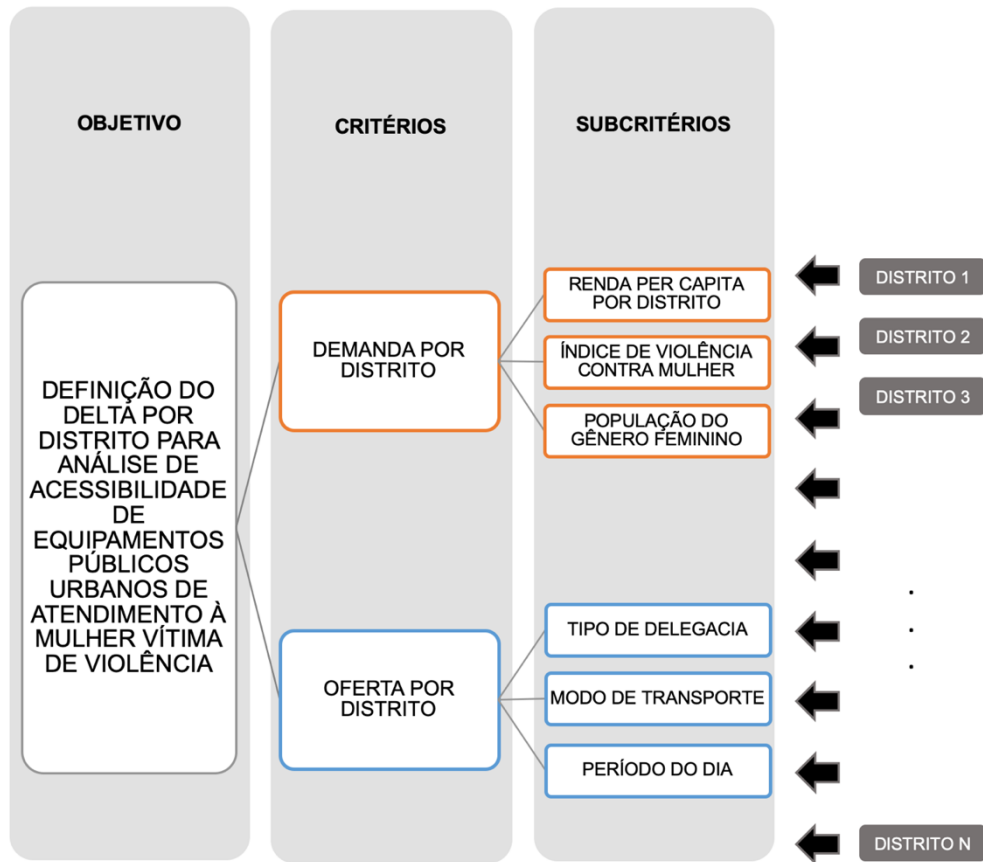 OBJETIVO
CRITÉRIOS
SUBCRITÉRIOS
DEFINIÇÃO DO
DELTA POR
DISTRITO PARA
ANÁLISE DE
ACESSIBILIDADE
DE
EQUIPAMENTOS
PÚBLICOS
URBANOS DE
ATENDIMENTO À
MULHER VÍTIMA
DE VIOLÊNCIA
DEMANDA POR
DISTRITO
OFERTA POR
DISTRITO
RENDA PER CAPITA
POR DISTRITO
ÍNDICE DE VIOLÊNCIA
CONTRA MULHER
POPULAÇÃO DO
GÊNERO FEMININO
TIPO DE DELEGACIA
MODO DE TRANSPORTE
PERÍODO DO DIA
DISTRITO 1
DISTRITO 2
DISTRITO 3
.
.
.
DISTRITO N